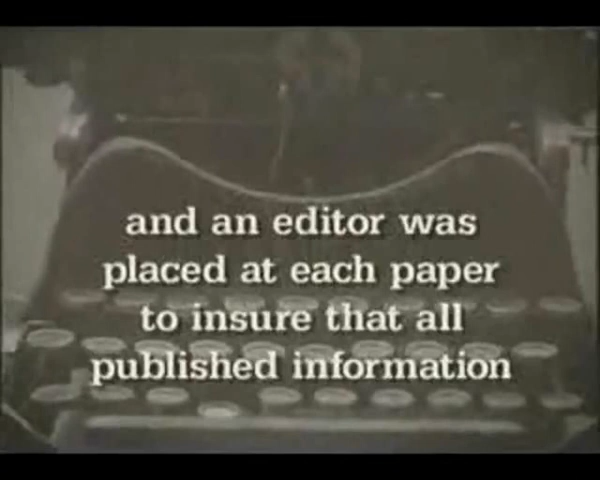 and an editor was
placed at each paper
to insure that all
published information